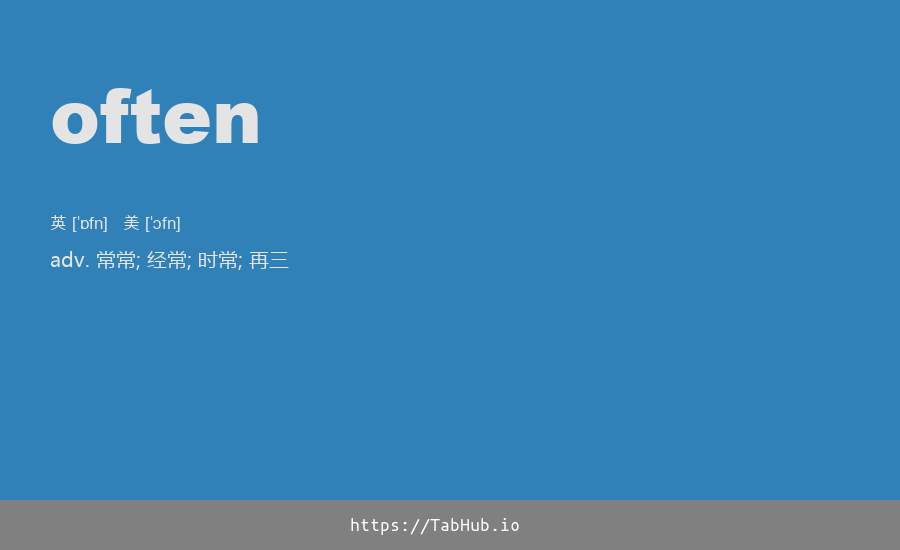 often
英 [ˈɒfn] 美 [ˈɔfn]
adv. 常常; 经常; 时常; 再三
https://TabHub.io